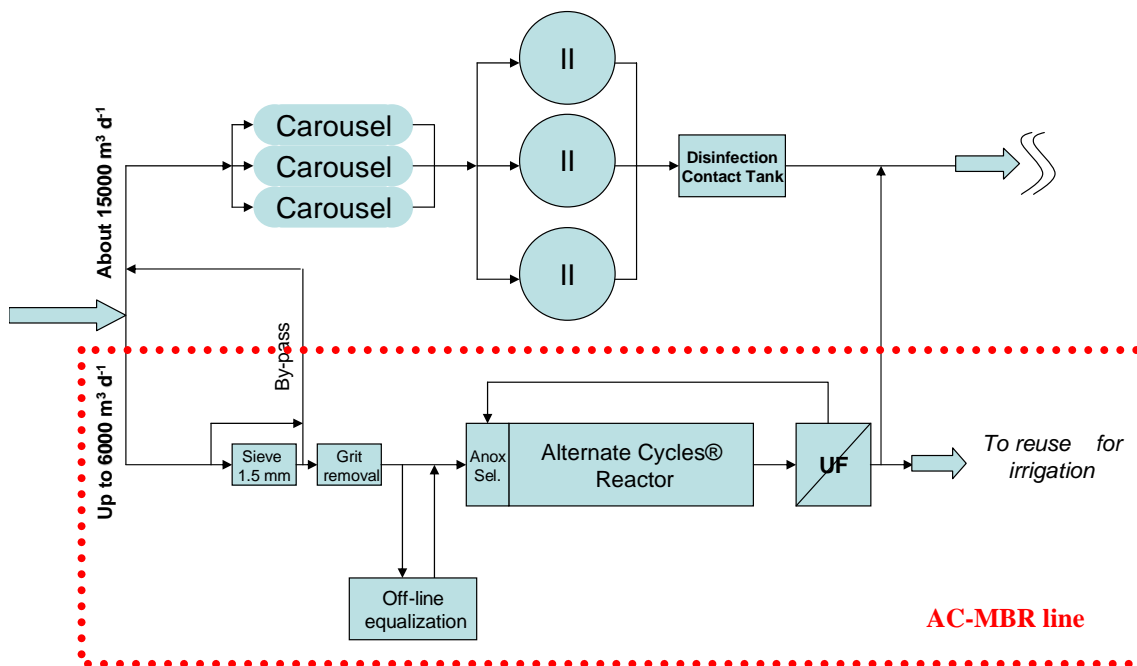 About 15000 m³ d⁻¹
Carousel
Carousel
Carousel
II
II
II
Disinfection
Contact Tank
By-pass
Up to 6000 m³ d⁻¹
Sieve
1.5 mm
Grit
removal
Anox
Sel.
Alternate Cycles®
Reactor
UF
To reuse for
irrigation
Off-line
equalization
AC-MBR line